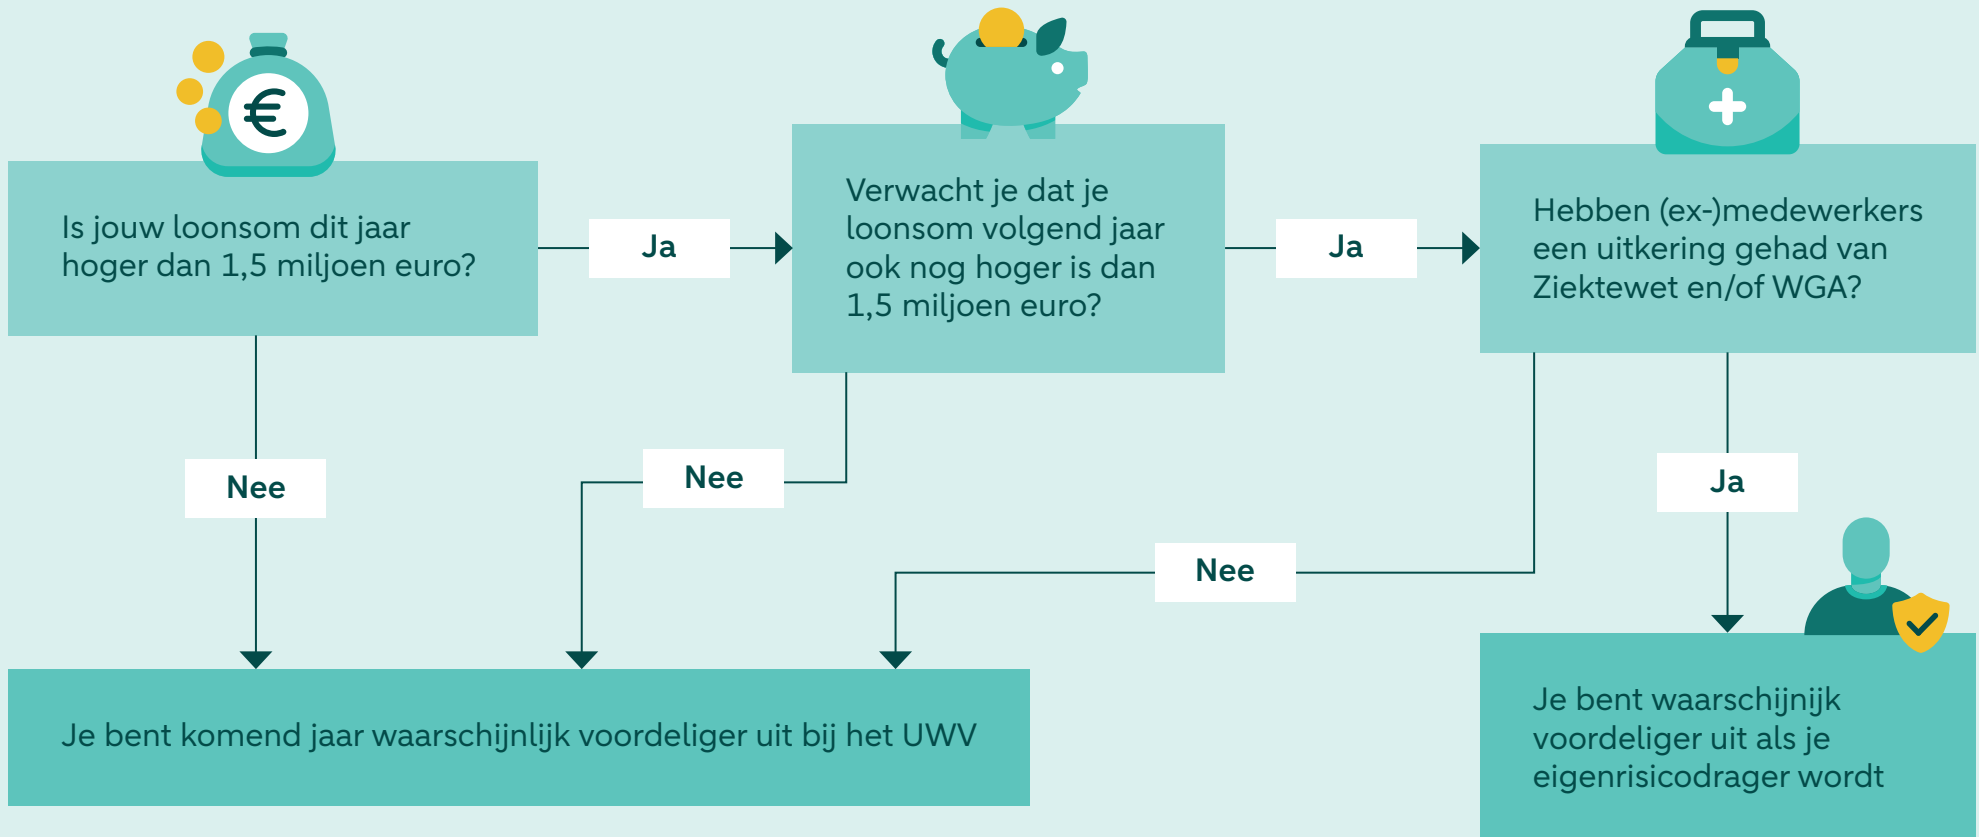 €
Is jouw loonsom dit jaar
hoger dan 1,5 miljoen euro?
Ja
Verwacht je dat je
loonsom volgend jaar
ook nog hoger is dan
1,5 miljoen euro?
Ja
Hebben (ex-)medewerkers
een uitkering gehad van
Ziektewet en/of WGA?
Nee
Nee
Nee
Ja
Je bent komend jaar waarschijnlijk voordeliger uit bij het UWV
Je bent waarschijnijk
voordeliger uit als je
eigenrisicodrager wordt